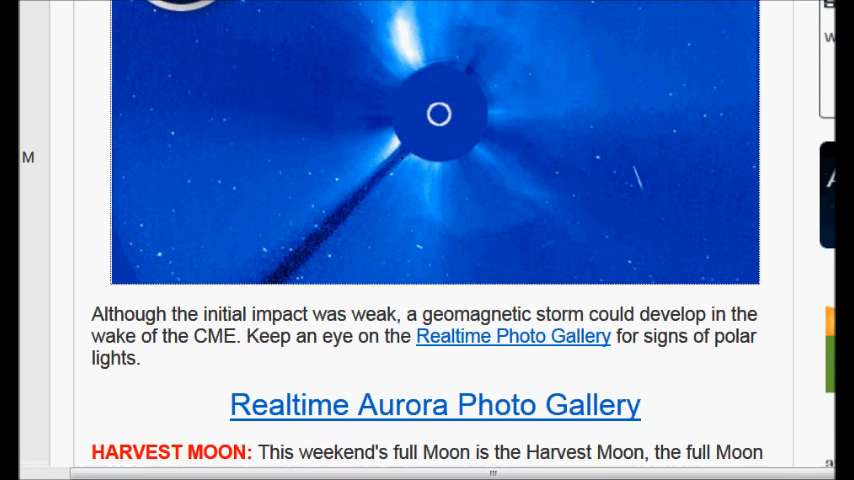 M
Although the initial impact was weak, a geomagnetic storm could develop in the
wake of the CME. Keep an eye on the Realtime Photo Gallery for signs of polar
lights.
Realtime Aurora Photo Gallery
HARVEST MOON: This weekend's full Moon is the Harvest Moon, the full Moon